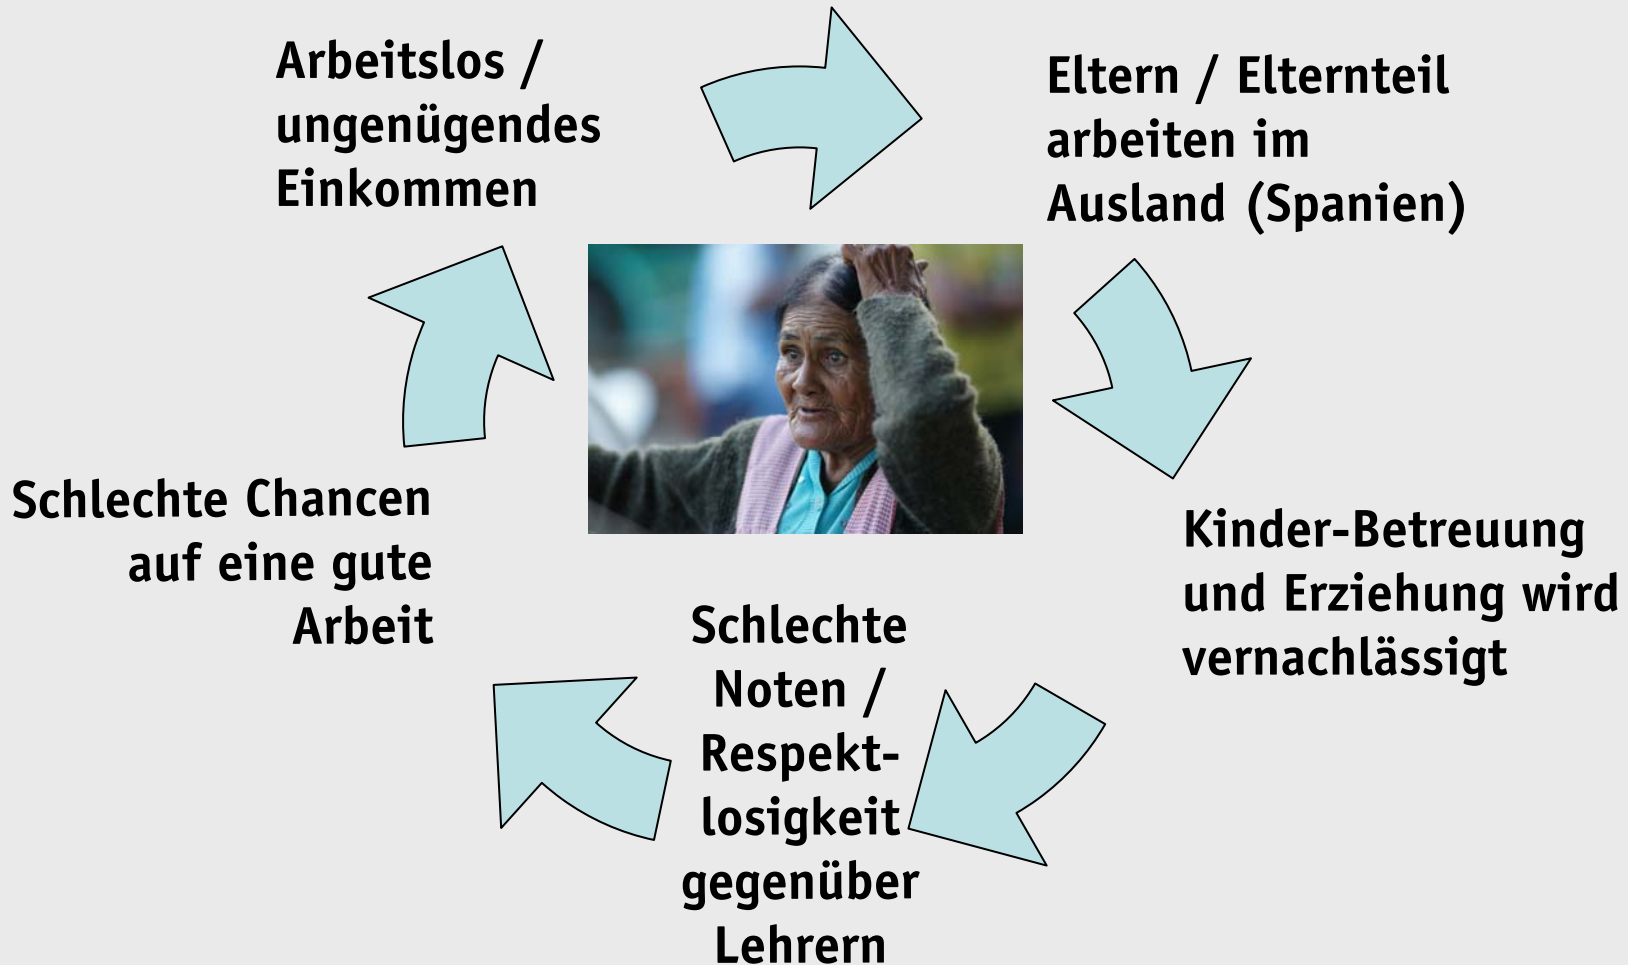 Arbeitslos /
ungenügendes
Einkommen
Eltern / Elternteil
arbeiten im
Ausland (Spanien)
Kinder-Betreuung
und Erziehung wird
vernachlässigt
Schlechte
Noten /
Respekt-
losigkeit
gegenüber
Lehrern
Schlechte Chancen
auf eine gute
Arbeit